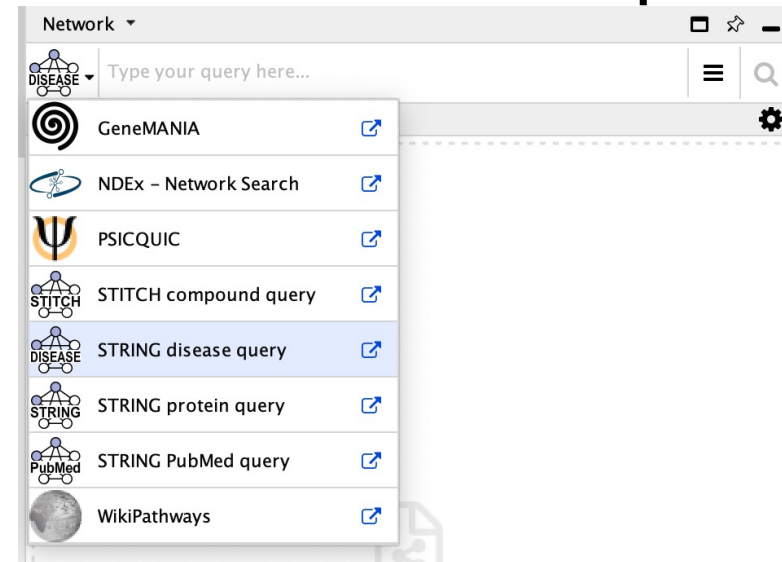 Network
DISEASE Type your query here...
GeneMANIA
NDEx – Network Search
PSICQUIC
STITCH STITCH compound query
DISEASE STRING disease query
STRING STRING protein query
PubMed STRING PubMed query
WikiPathways